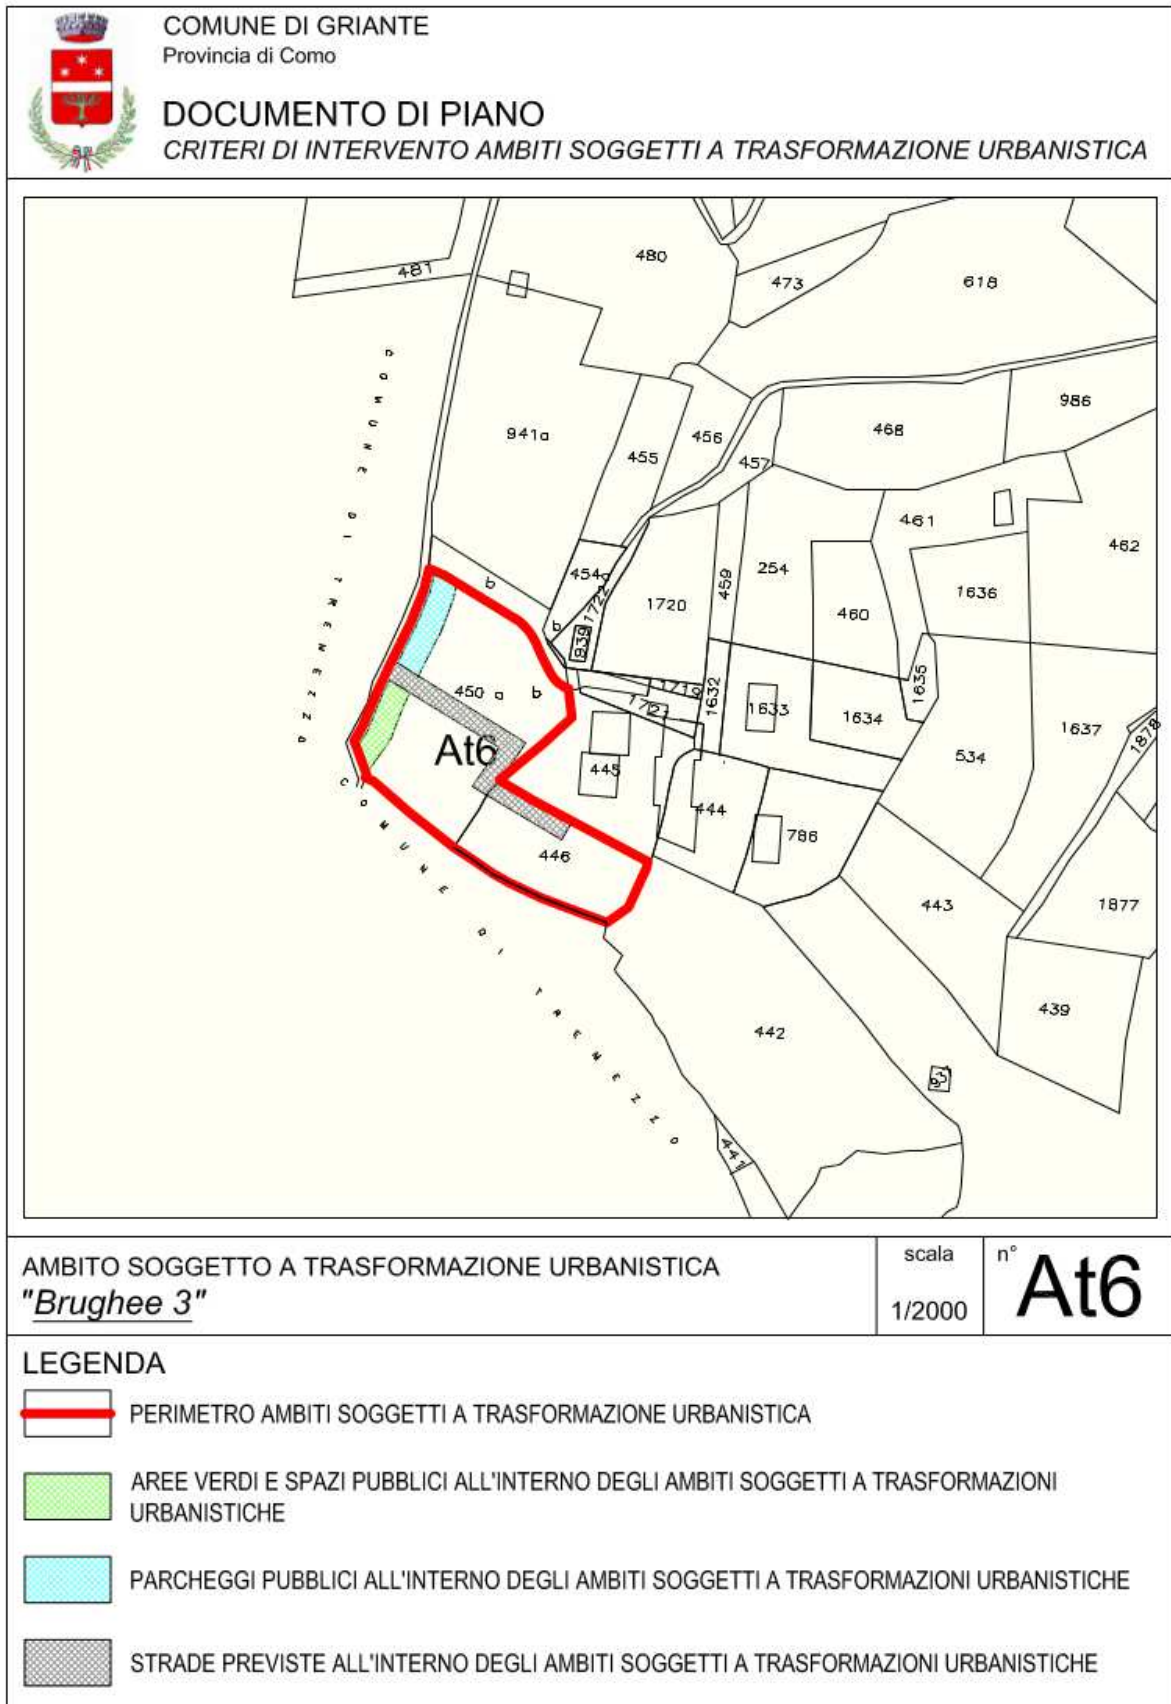 COMUNE DI GRIANTE
Provincia di Como
DOCUMENTO DI PIANO
CRITERI DI INTERVENTO AMBITI SOGGETTI A TRASFORMAZIONE URBANISTICA
480
481
473
618
COMUNE DI TREMEZZO
986
941a
456
468
455
457
461
462
454a
b
1722
254
459
1636
1720
460
b
939
1719
1632
1635
450 a b
1721
1633
1634
1637
1878
At6
445
534
444
786
446
443
1877
COMUNE DI TREMEZZO
439
442
441
AMBITO SOGGETTO A TRASFORMAZIONE URBANISTICA
"Brughee 3"
scala
1/2000
n°
At6
LEGENDA
PERIMETRO AMBITI SOGGETTI A TRASFORMAZIONE URBANISTICA
AREE VERDI E SPAZI PUBBLICI ALL'INTERNO DEGLI AMBITI SOGGETTI A TRASFORMAZIONI
URBANISTICHE
PARCHEGGI PUBBLICI ALL'INTERNO DEGLI AMBITI SOGGETTI A TRASFORMAZIONI URBANISTICHE
STRADE PREVISTE ALL'INTERNO DEGLI AMBITI SOGGETTI A TRASFORMAZIONI URBANISTICHE